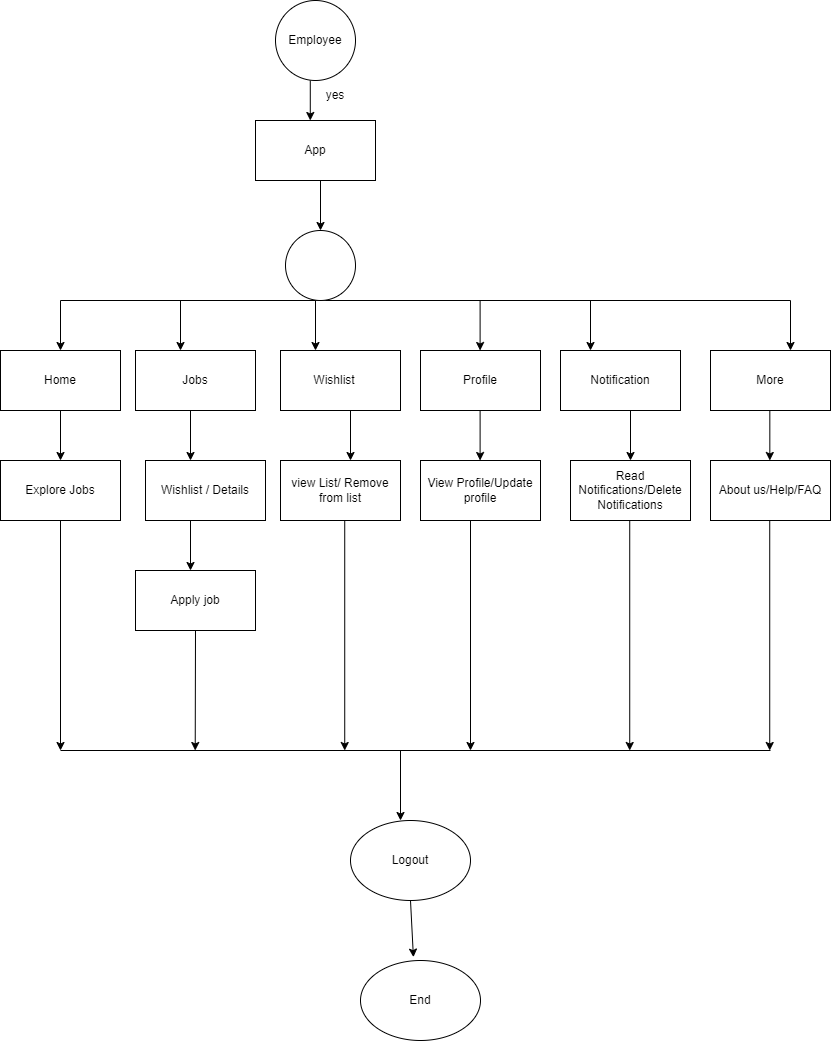 Employee
yes
App
Home
Jobs
Wishlist
Profile
Notification
More
Explore Jobs
Wishlist / Details
view List/ Remove
from list
View Profile/Update
profile
Read
Notifications/Delete
Notifications
About us/Help/FAQ
Apply job
Logout
End